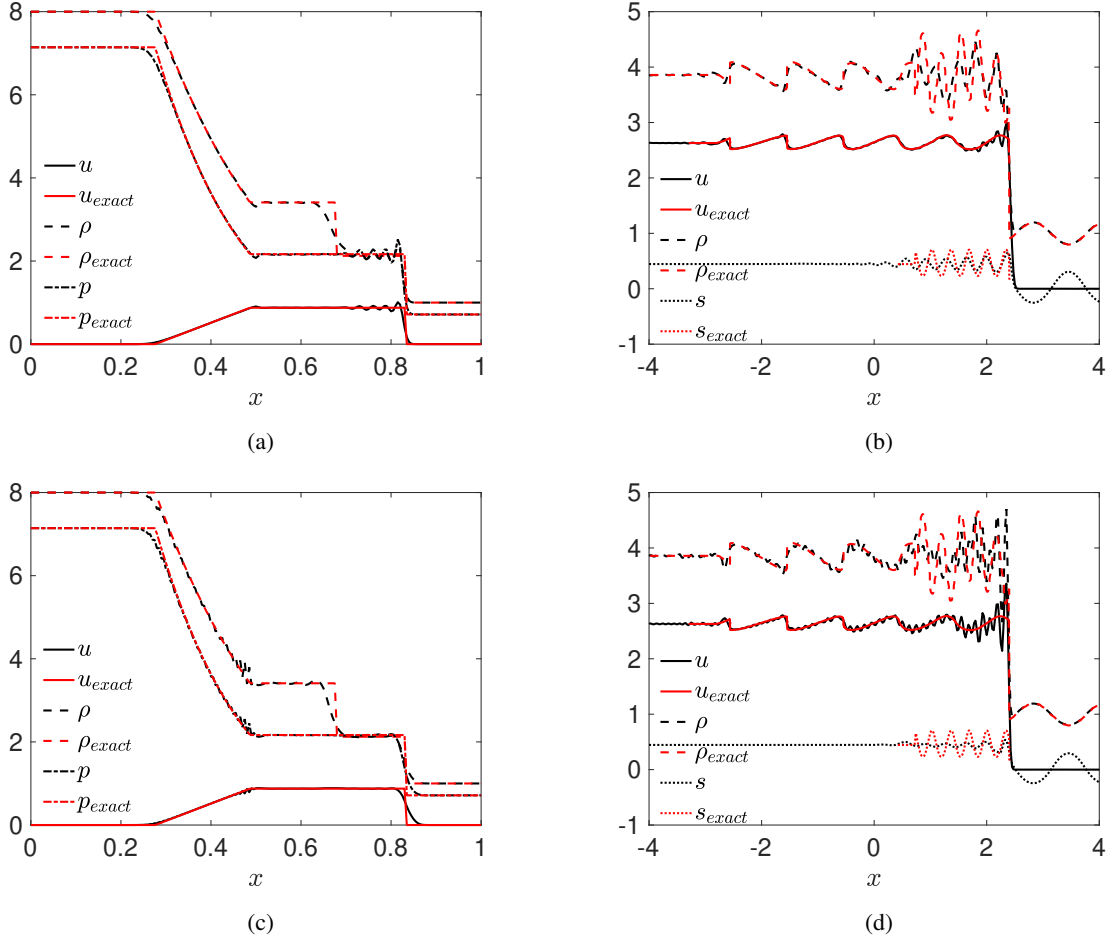 8
6
4
2
0
u
u_exact
ρ
ρ_exact
p
p_exact
0 0.2 0.4 0.6 0.8 1
x
(a)
5
4
3
2
1
0
-1
u
u_exact
ρ
ρ_exact
s
s_exact
-4 -2 0 2 4
x
(b)
8
6
4
2
0
u
u_exact
ρ
ρ_exact
p
p_exact
0 0.2 0.4 0.6 0.8 1
x
(c)
5
4
3
2
1
0
-1
u
u_exact
ρ
ρ_exact
s
s_exact
-4 -2 0 2 4
x
(d)